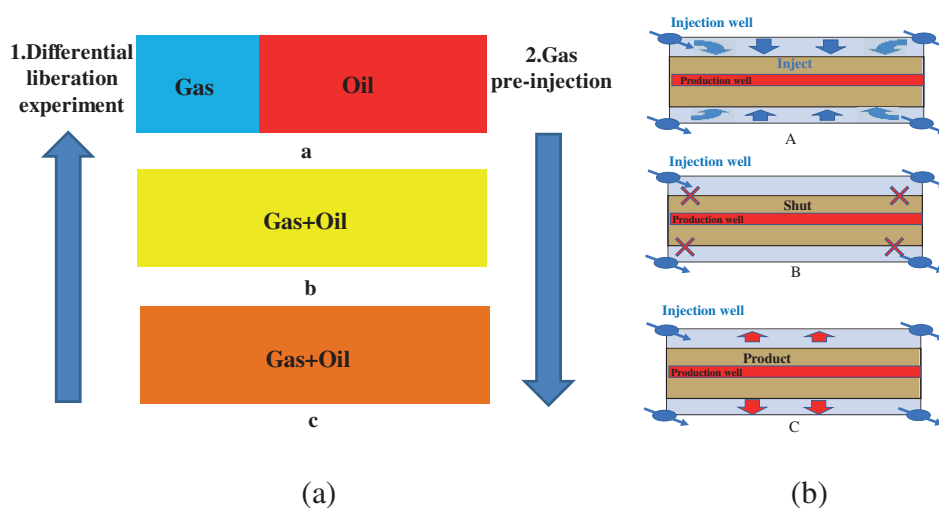 1.Differential
liberation
experiment
Gas
Oil
2.Gas
pre-injection
a
Gas+Oil
b
Gas+Oil
c
(a)
Injection well
Inject
Production well
A
Injection well
Shut
Production well
B
Injection well
Product
Production well
C
(b)